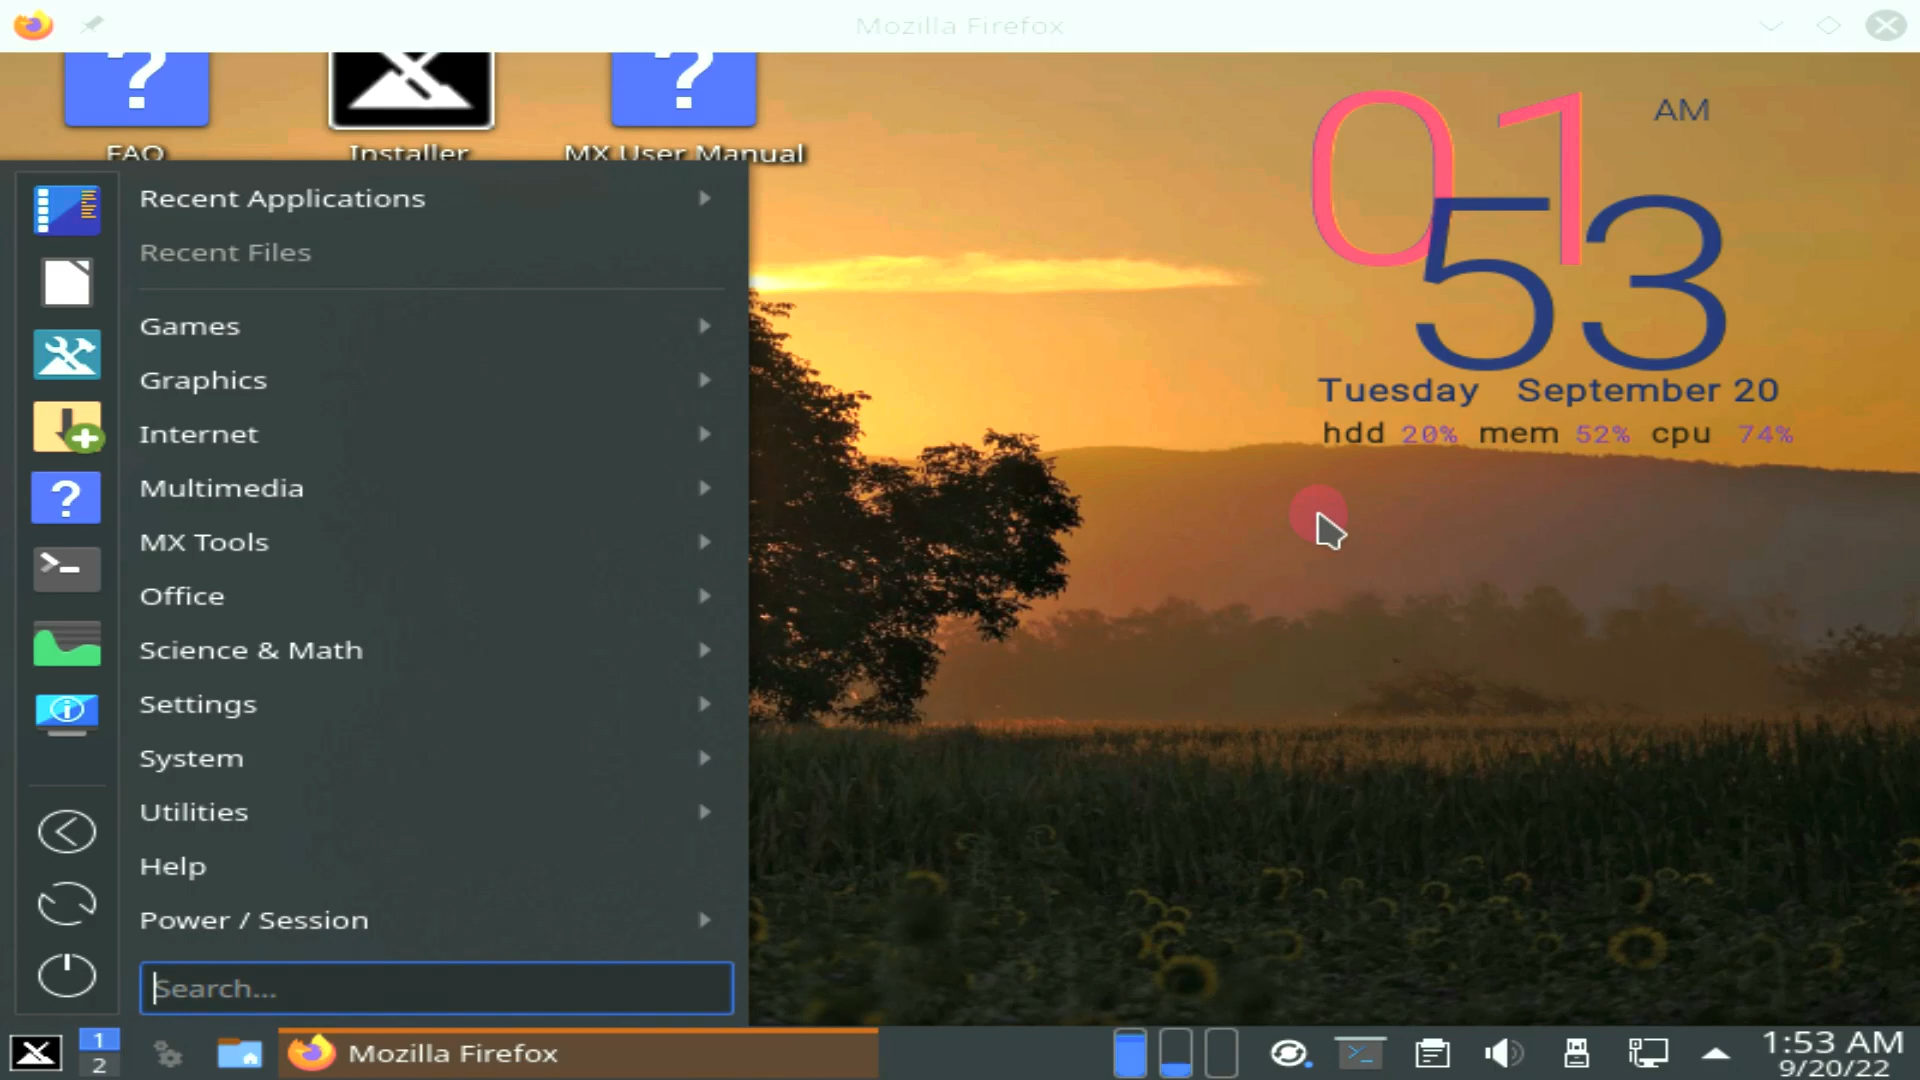 Mozilla Firefox
FAQ
Installer
MX User Manual
01
AM
53
Tuesday September 20
hdd 20% mem 52% cpu 74%
Recent Applications
Recent Files
Games
Graphics
Internet
Multimedia
MX Tools
Office
Science & Math
Settings
System
Utilities
Help
Power / Session
Search...
1
2
Mozilla Firefox
1:53 AM
9/20/22